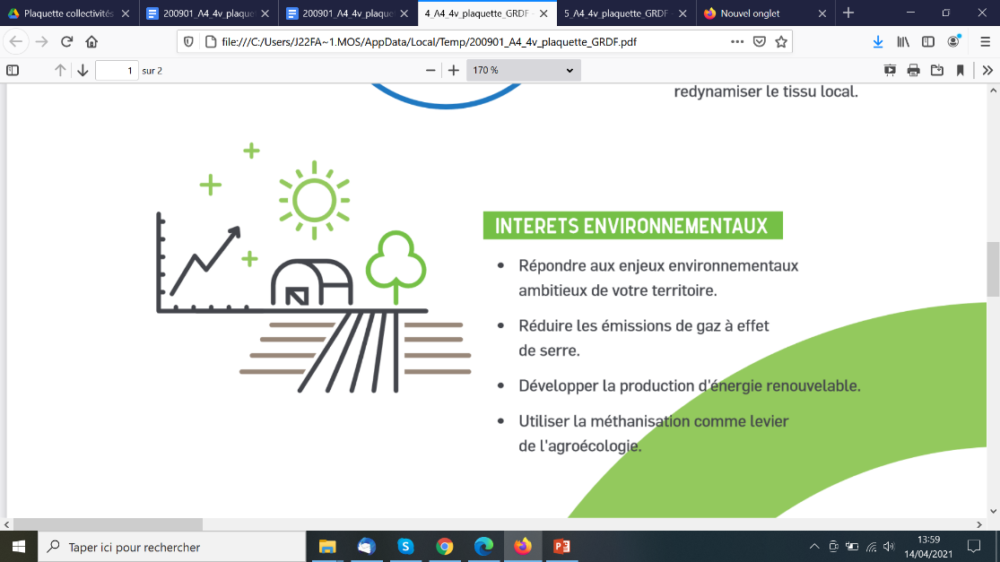 Plaquette collectivités
200901_A4_4v_plaque
200901_A4_4v_plaque
4_A4_4v_plaquette_GRDF -
5_A4_4v_plaquette_GRDF -
Nouvel onglet
file:///C:/Users/J22FA~1.MOS/AppData/Local/Temp/200901_A4_4v_plaquette_GRDF.pdf
1 sur 2
170 %
redynamiser le tissu local.
INTERETS ENVIRONNEMENTAUX
• Répondre aux enjeux environnementaux
ambitieux de votre territoire.
• Réduire les émissions de gaz à effet
de serre.
• Développer la production d'énergie renouvelable.
• Utiliser la méthanisation comme levier
de l'agroécologie.
Taper ici pour rechercher
13:59
14/04/2021